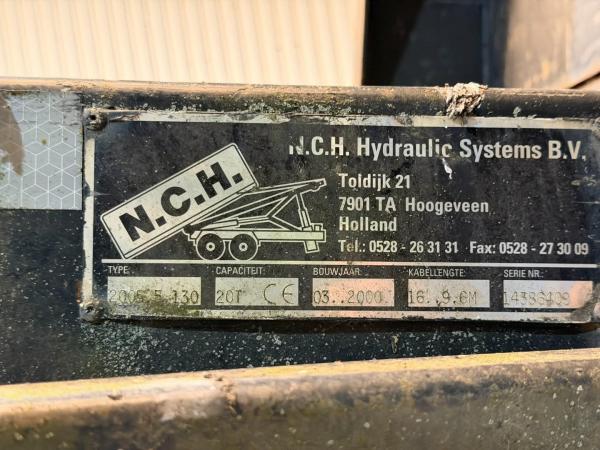 N.C.H. Hydraulic Systems B.V.
Toldijk 21
7901 TA Hoogeveen
Holland
Tel.: 0528 - 26 31 31 Fax: 0528 - 27 30 09
N.C.H.
TYPE: CAPACITEIT: BOUWJAAR: KABELLENGTE: SERIE NR.:
20T CE 03 2000